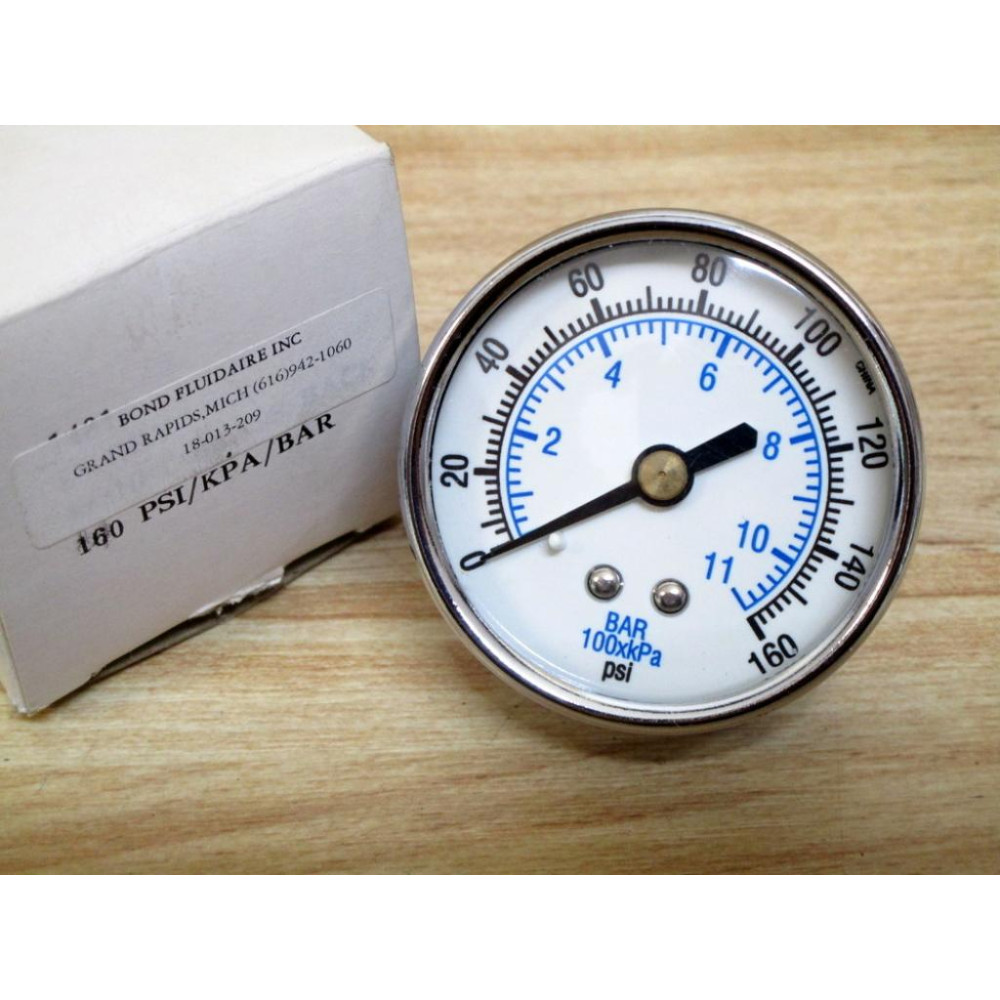 BOND FLUIDAIRE INC
GRAND RAPIDS,MICH (616)942-1060
18-013-209
160 PSI/KPA/BAR
0
20
40
60
80
100
120
140
160
2
4
6
8
10
11
BAR
100xkPa
psi
CHINA